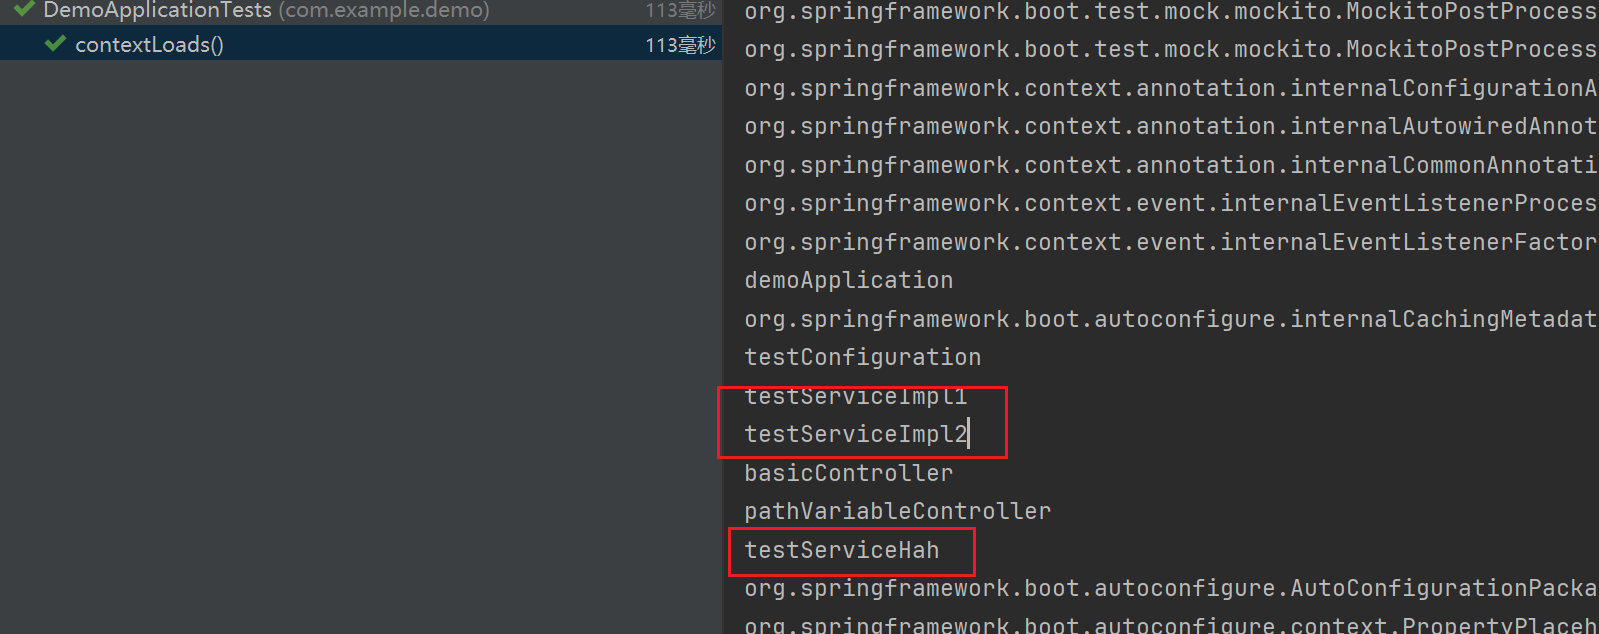 DemoApplicationTests (com.example.demo) 113毫秒
contextLoads() 113毫秒
org.springframework.boot.test.mock.mockito.MockitoPostProcess
org.springframework.boot.test.mock.mockito.MockitoPostProcess
org.springframework.context.annotation.internalConfigurationA
org.springframework.context.annotation.internalAutowiredAnnot
org.springframework.context.annotation.internalCommonAnnotati
org.springframework.context.event.internalEventListenerProces
org.springframework.context.event.internalEventListenerFactor
demoApplication
org.springframework.boot.autoconfigure.internalCachingMetadat
testConfiguration
testServiceImpl1
testServiceImpl2
basicController
pathVariableController
testServiceHah
org.springframework.boot.autoconfigure.AutoConfigurationPacka
org.springframework.boot.autoconfigure.context.PropertyPlaceh